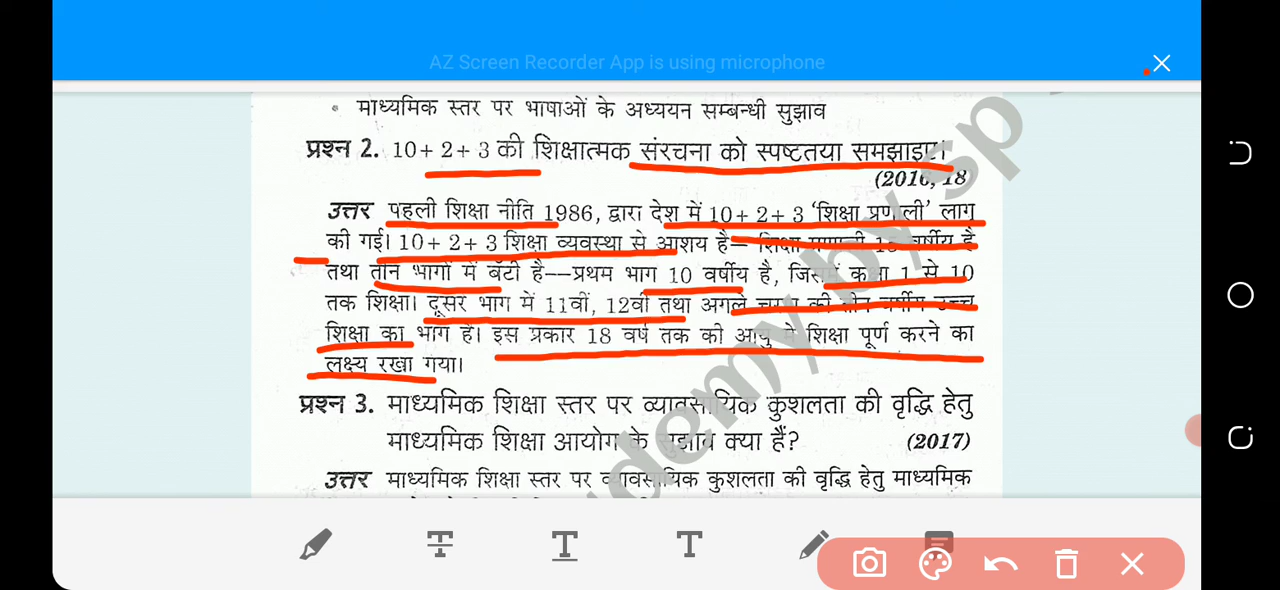 AZ Screen Recorder App is using microphone
• माध्यमिक स्तर पर भाषाओं के अध्ययन सम्बन्धी सुझाव
प्रश्न 2. 10 + 2 + 3 की शिक्षात्मक संरचना को स्पष्टतया समझाइए।
(2016, 18
उत्तर पहली शिक्षा नीति 1986, द्वारा देश में 10 + 2 + 3 ‘शिक्षा प्रणाली’ लागू
की गई। 10 + 2 + 3 शिक्षा व्यवस्था से आशय है— शिक्षा वर्षीय है
तथा तीन भागों में बँटी है—प्रथम भाग 10 वर्षीय है, जिसमें कक्षा 1 से 10
तक शिक्षा। दूसरे भाग में 11वीं, 12वीं तथा अगले की तीन वर्षीय उच्च
शिक्षा का भाग है। इस प्रकार 18 वर्ष तक की आयु में शिक्षा पूर्ण करने का
लक्ष्य रखा गया।
प्रश्न 3. माध्यमिक शिक्षा स्तर पर व्यावसायिक कुशलता की वृद्धि हेतु
माध्यमिक शिक्षा आयोग के सुझाव क्या हैं? (2017)
उत्तर माध्यमिक शिक्षा स्तर पर व्यावसायिक कुशलता की वृद्धि हेतु माध्यमिक
demy by sp